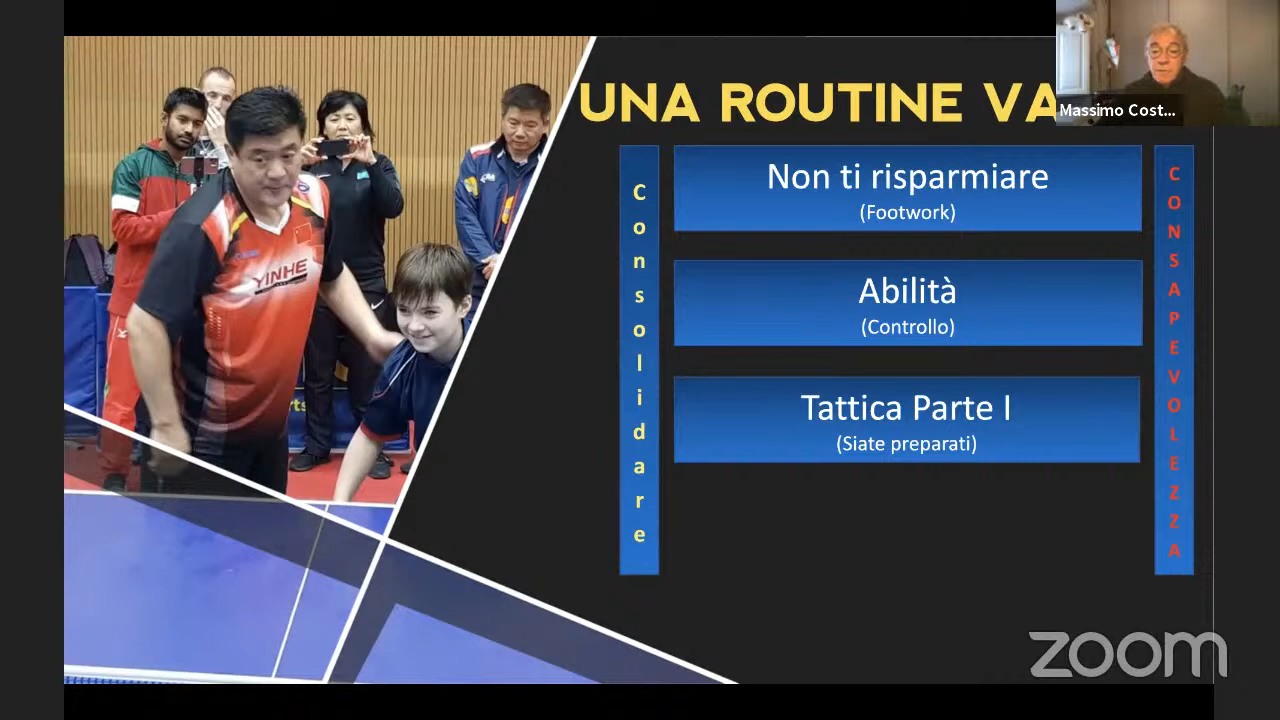 UNA ROUTINE VA
Massimo Cost...
Consolidare
Non ti risparmiare
(Footwork)
Abilità
(Controllo)
Tattica Parte I
(Siate preparati)
CONSAPEVOLEZZA
YINHE
zoom